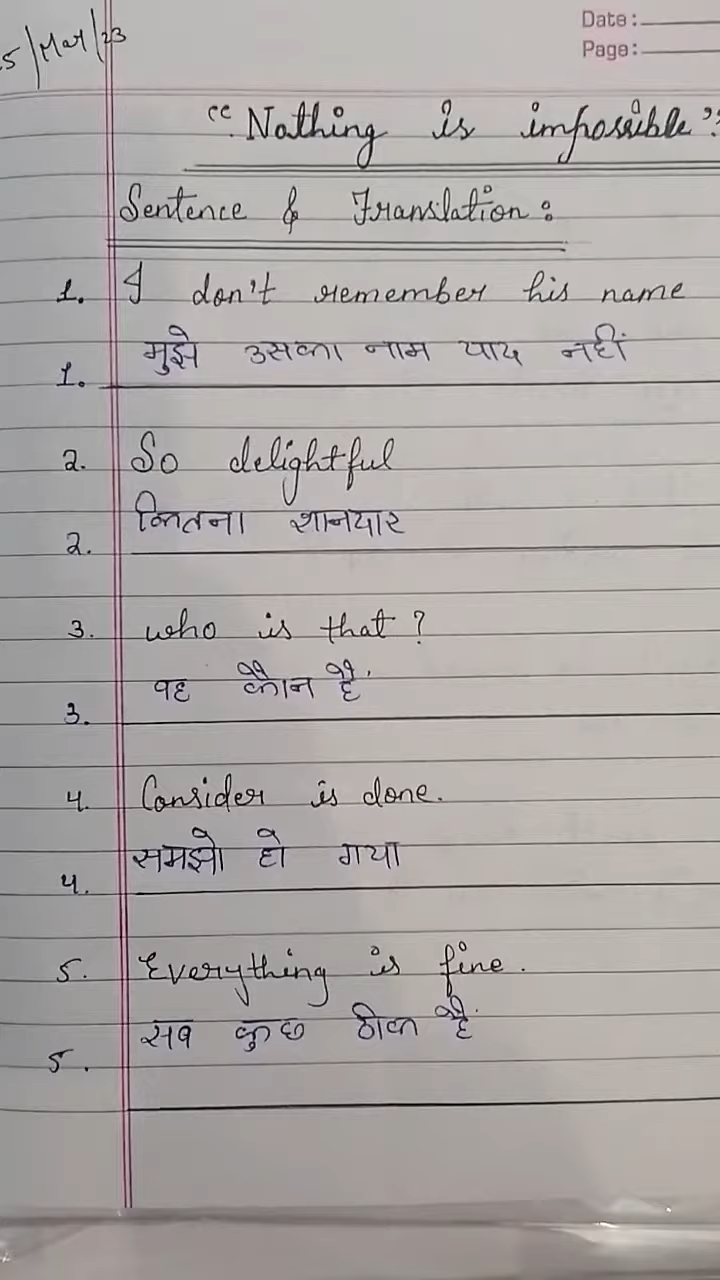 Date:
5/Mar/23
Page:
"Nothing is impossible"
Sentence & Translation:
1. I don't remember his name
1. मुझे उसका नाम याद नहीं
2. So delightful
2. कितना शानदार
3. who is that?
3. वह कौन है.
4. Consider is done.
4. समझो हो गया
5. Everything is fine.
5. सब कुछ ठीक है